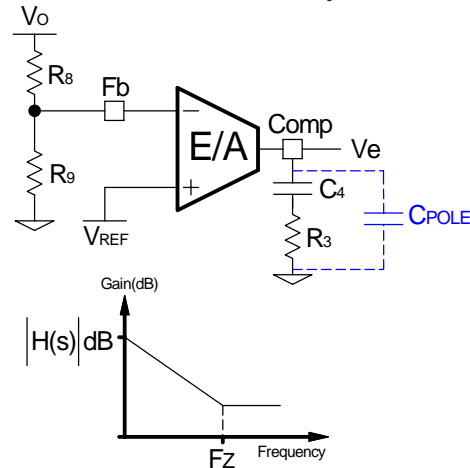 VO
R8
Fb
E/A
Comp
Ve
R9
VREF
C4
R3
CPOLE
−
+
Gain(dB)
|H(s)|dB
FZ
Frequency